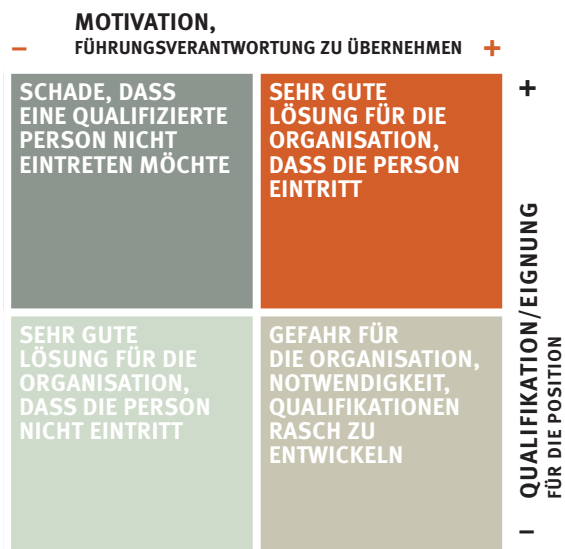 MOTIVATION,
– FÜHRUNGSVERANTWORTUNG ZU ÜBERNEHMEN +
SCHADE, DASS
EINE QUALIFIZIERTE
PERSON NICHT
EINTRETEN MÖCHTE
SEHR GUTE
LÖSUNG FÜR DIE
ORGANISATION,
DASS DIE PERSON
EINTRITT
SEHR GUTE
LÖSUNG FÜR DIE
ORGANISATION,
DASS DIE PERSON
NICHT EINTRITT
GEFAHR FÜR
DIE ORGANISATION,
NOTWENDIGKEIT,
QUALIFIKATIONEN
RASCH ZU
ENTWICKELN
+
QUALIFIKATION/EIGNUNG
FÜR DIE POSITION
–